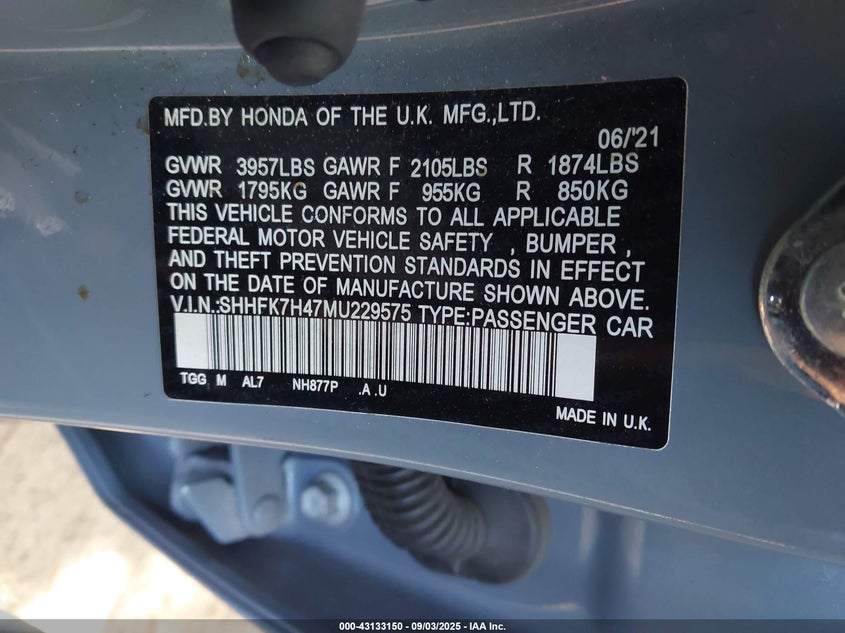 MFD.BY HONDA OF THE U.K. MFG.,LTD.
06/'21
GVWR 3957LBS GAWR F 2105LBS R 1874LBS
GVWR 1795KG GAWR F 955KG R 850KG
THIS VEHICLE CONFORMS TO ALL APPLICABLE
FEDERAL MOTOR VEHICLE SAFETY , BUMPER ,
AND THEFT PREVENTION STANDARDS IN EFFECT
ON THE DATE OF MANUFACTURE SHOWN ABOVE.
V.I.N.:SHHFK7H47MU229575 TYPE:PASSENGER CAR
TGG M AL7 NH877P .A .U
MADE IN U.K.
000-43133150 - 09/03/2025 - IAA Inc.